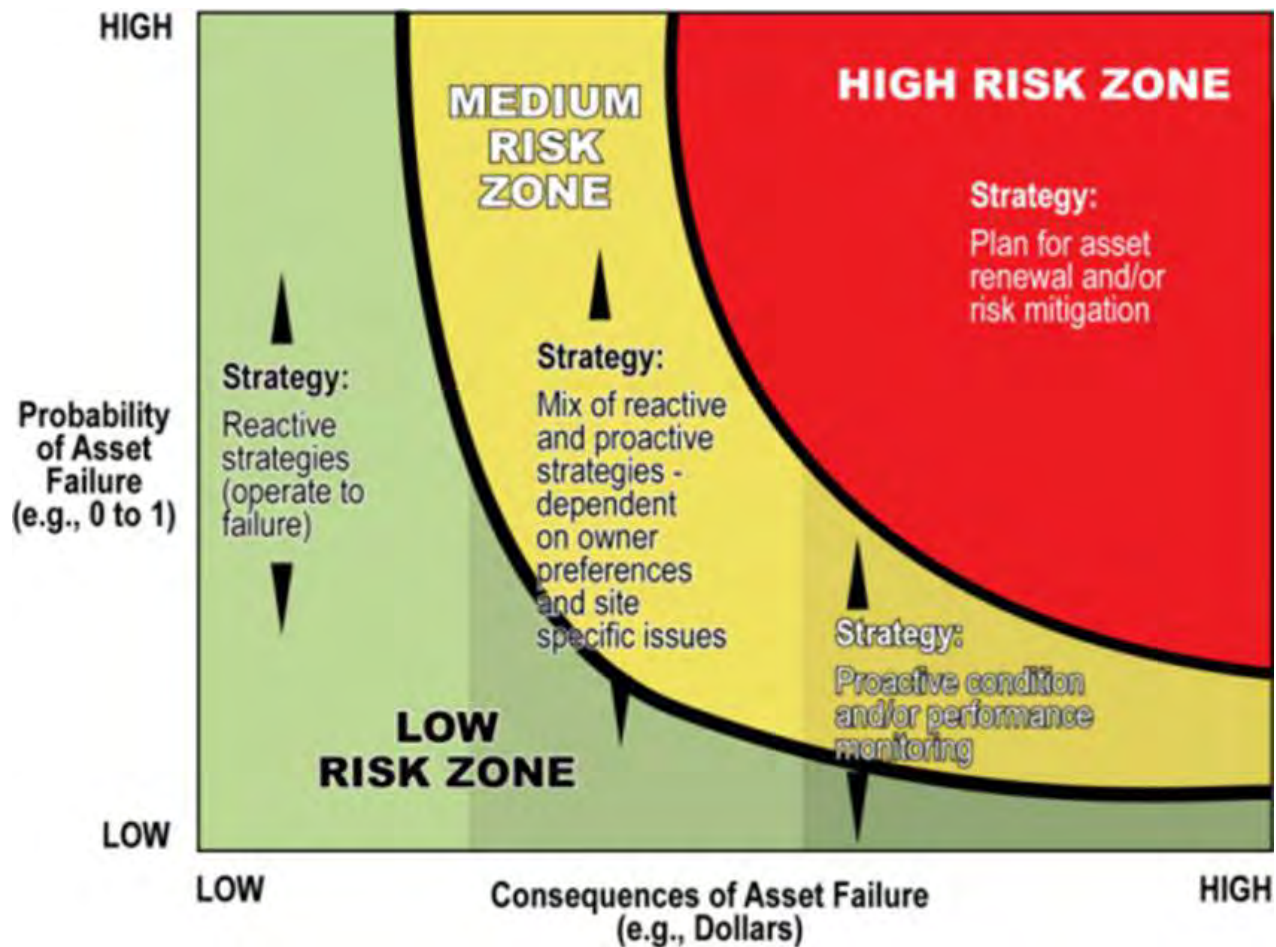 HIGH
MEDIUM
RISK
ZONE
HIGH RISK ZONE
Strategy:
Plan for asset
renewal and/or
risk mitigation
Strategy:
Reactive
strategies
(operate to
failure)
Strategy:
Mix of reactive
and proactive
strategies -
dependent
on owner
preferences
and site
specific issues
Probability
of Asset
Failure
(e.g., 0 to 1)
Strategy:
Proactive condition
and/or performance
monitoring
LOW
RISK ZONE
LOW
LOW
Consequences of Asset Failure
(e.g., Dollars)
HIGH